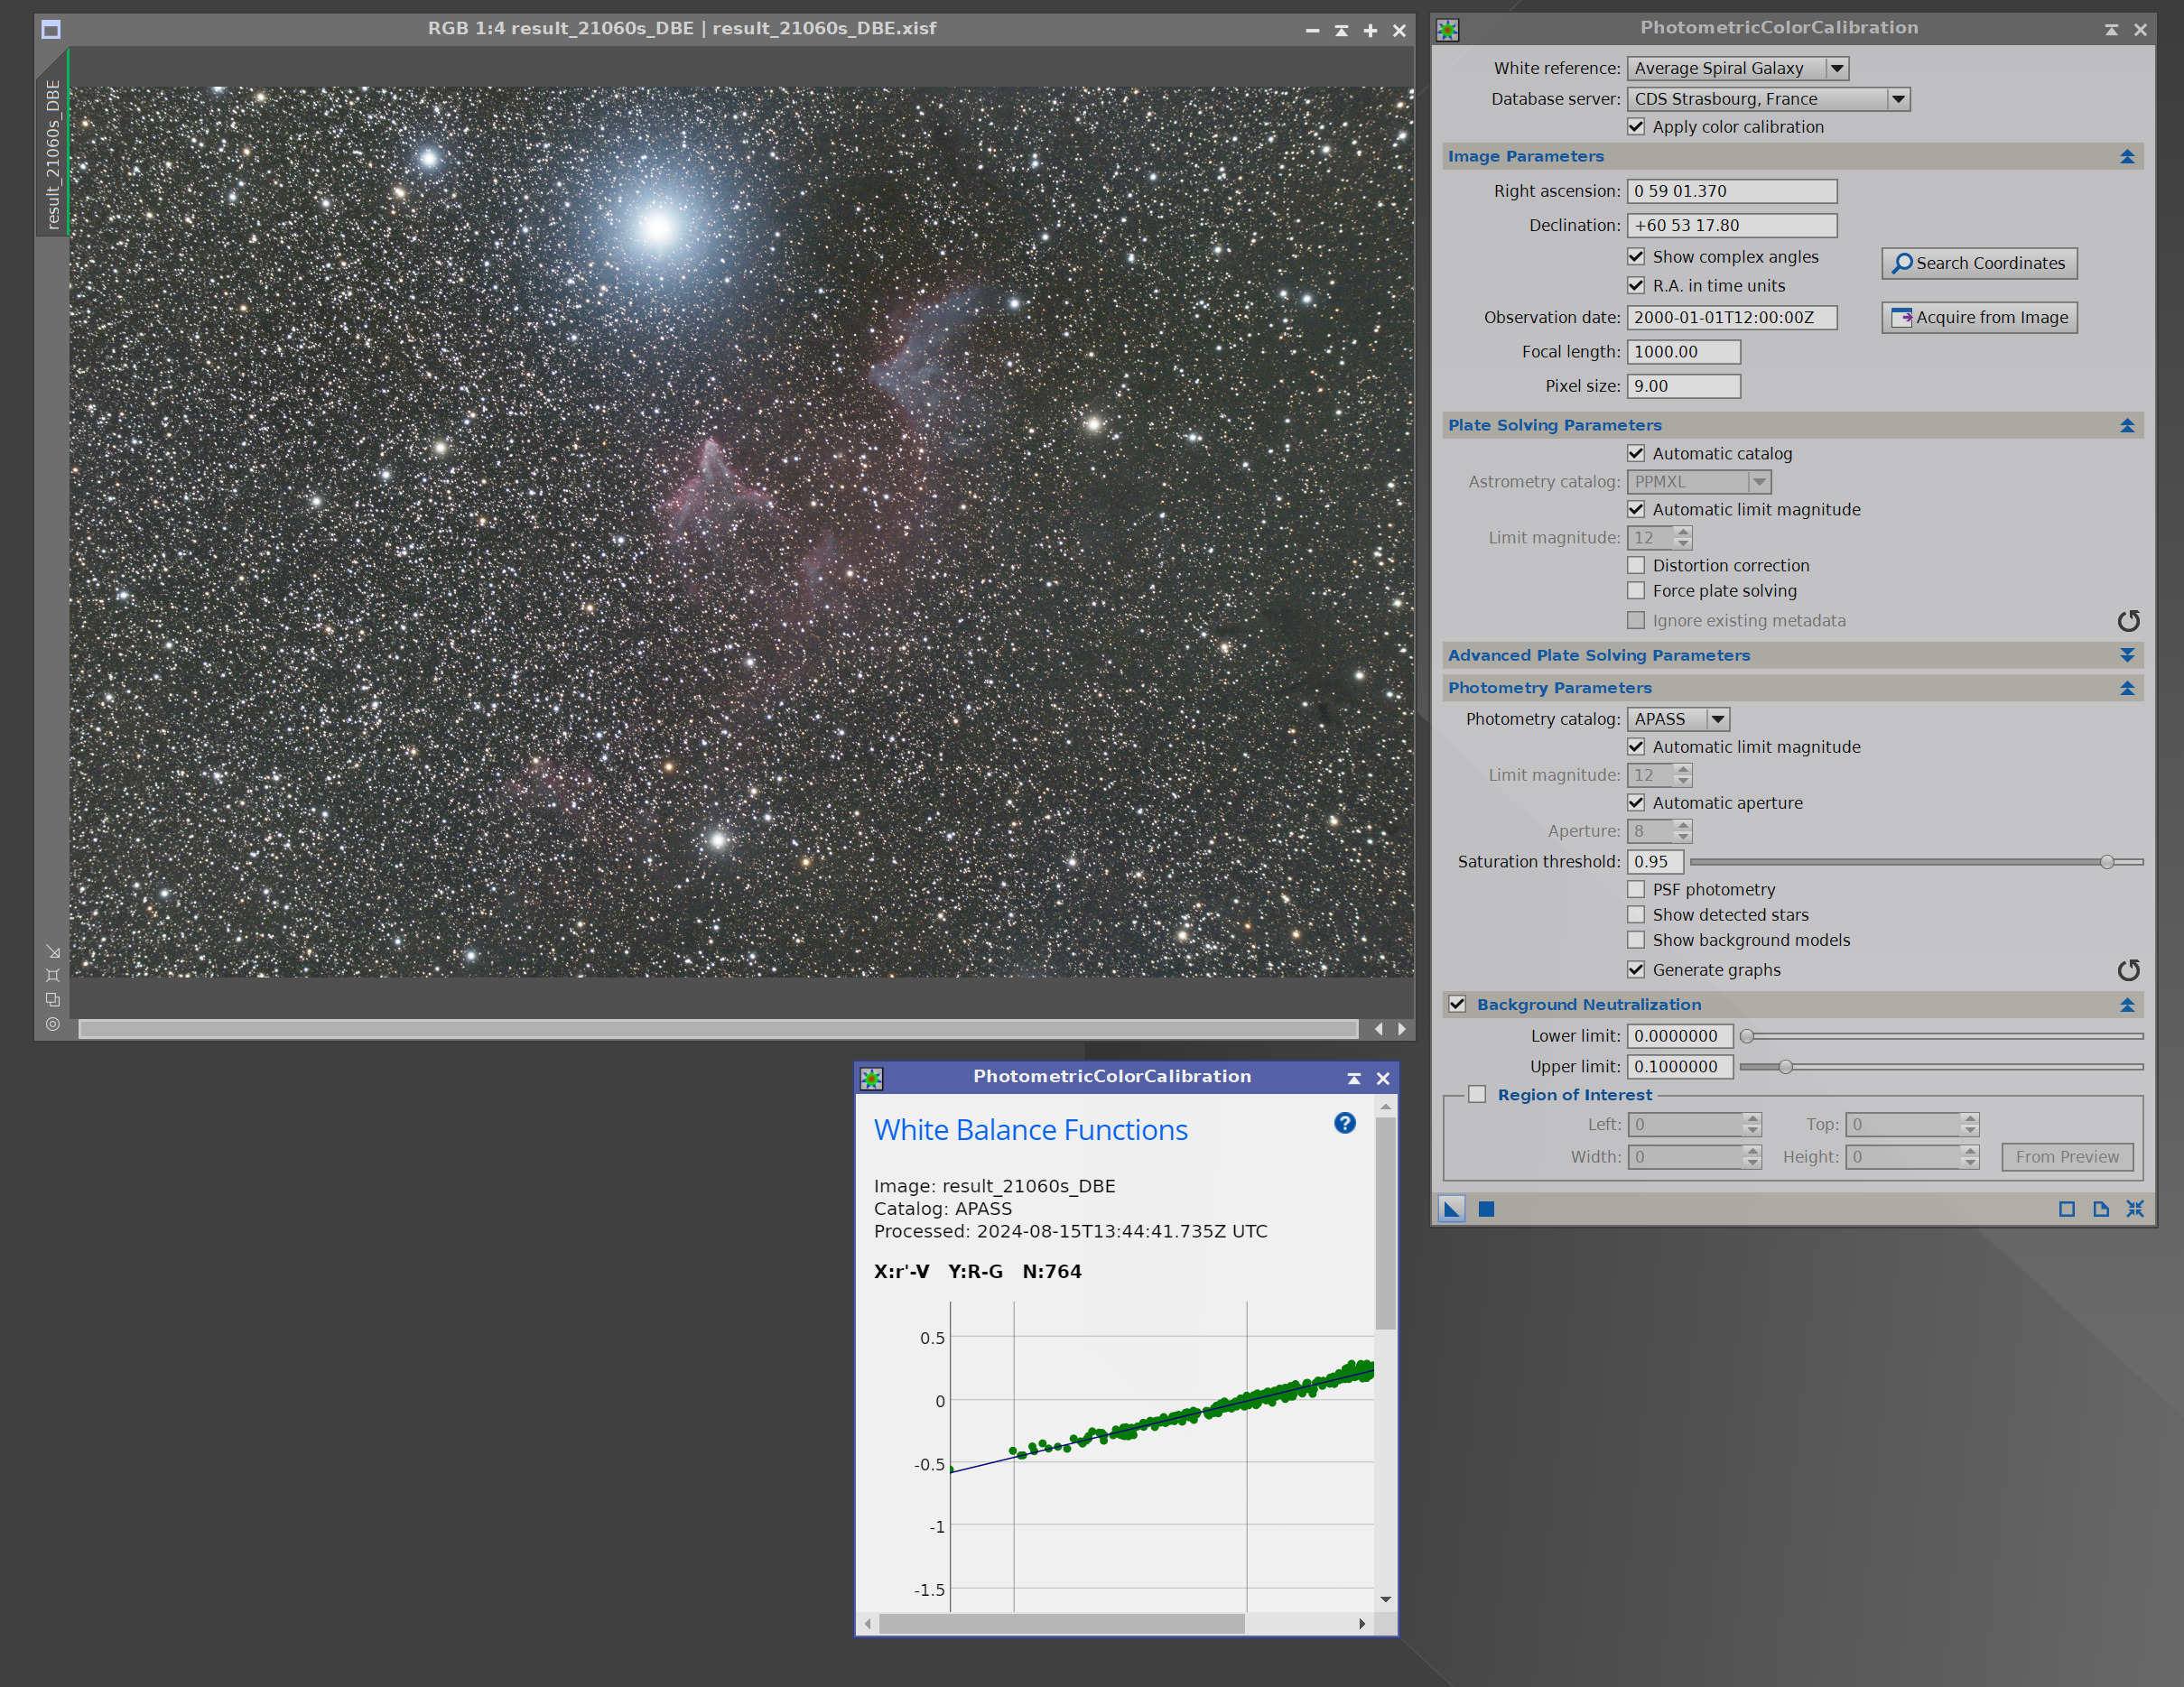 RGB 1:4 result_21060s_DBE | result_21060s_DBE.xisf
result_21060s_DBE
PhotometricColorCalibration
White reference: Average Spiral Galaxy
Database server: CDS Strasbourg, France
Apply color calibration
Image Parameters
Right ascension: 0 59 01.370
Declination: +60 53 17.80
Show complex angles
Search Coordinates
R.A. in time units
Observation date: 2000-01-01T12:00:00Z
Acquire from Image
Focal length: 1000.00
Pixel size: 9.00
Plate Solving Parameters
Automatic catalog
Astrometry catalog: PPMXL
Automatic limit magnitude
Limit magnitude: 12
Distortion correction
Force plate solving
Ignore existing metadata
Advanced Plate Solving Parameters
Photometry Parameters
Photometry catalog: APASS
Automatic limit magnitude
Limit magnitude: 12
Automatic aperture
Aperture: 8
Saturation threshold: 0.95
PSF photometry
Show detected stars
Show background models
Generate graphs
Background Neutralization
Lower limit: 0.0000000
Upper limit: 0.1000000
Region of Interest
Left: 0 Top: 0
Width: 0 Height: 0 From Preview
PhotometricColorCalibration
White Balance Functions
Image: result_21060s_DBE
Catalog: APASS
Processed: 2024-08-15T13:44:41.735Z UTC
X:r'-V Y:R-G N:764
0.5
0
-0.5
-1
-1.5